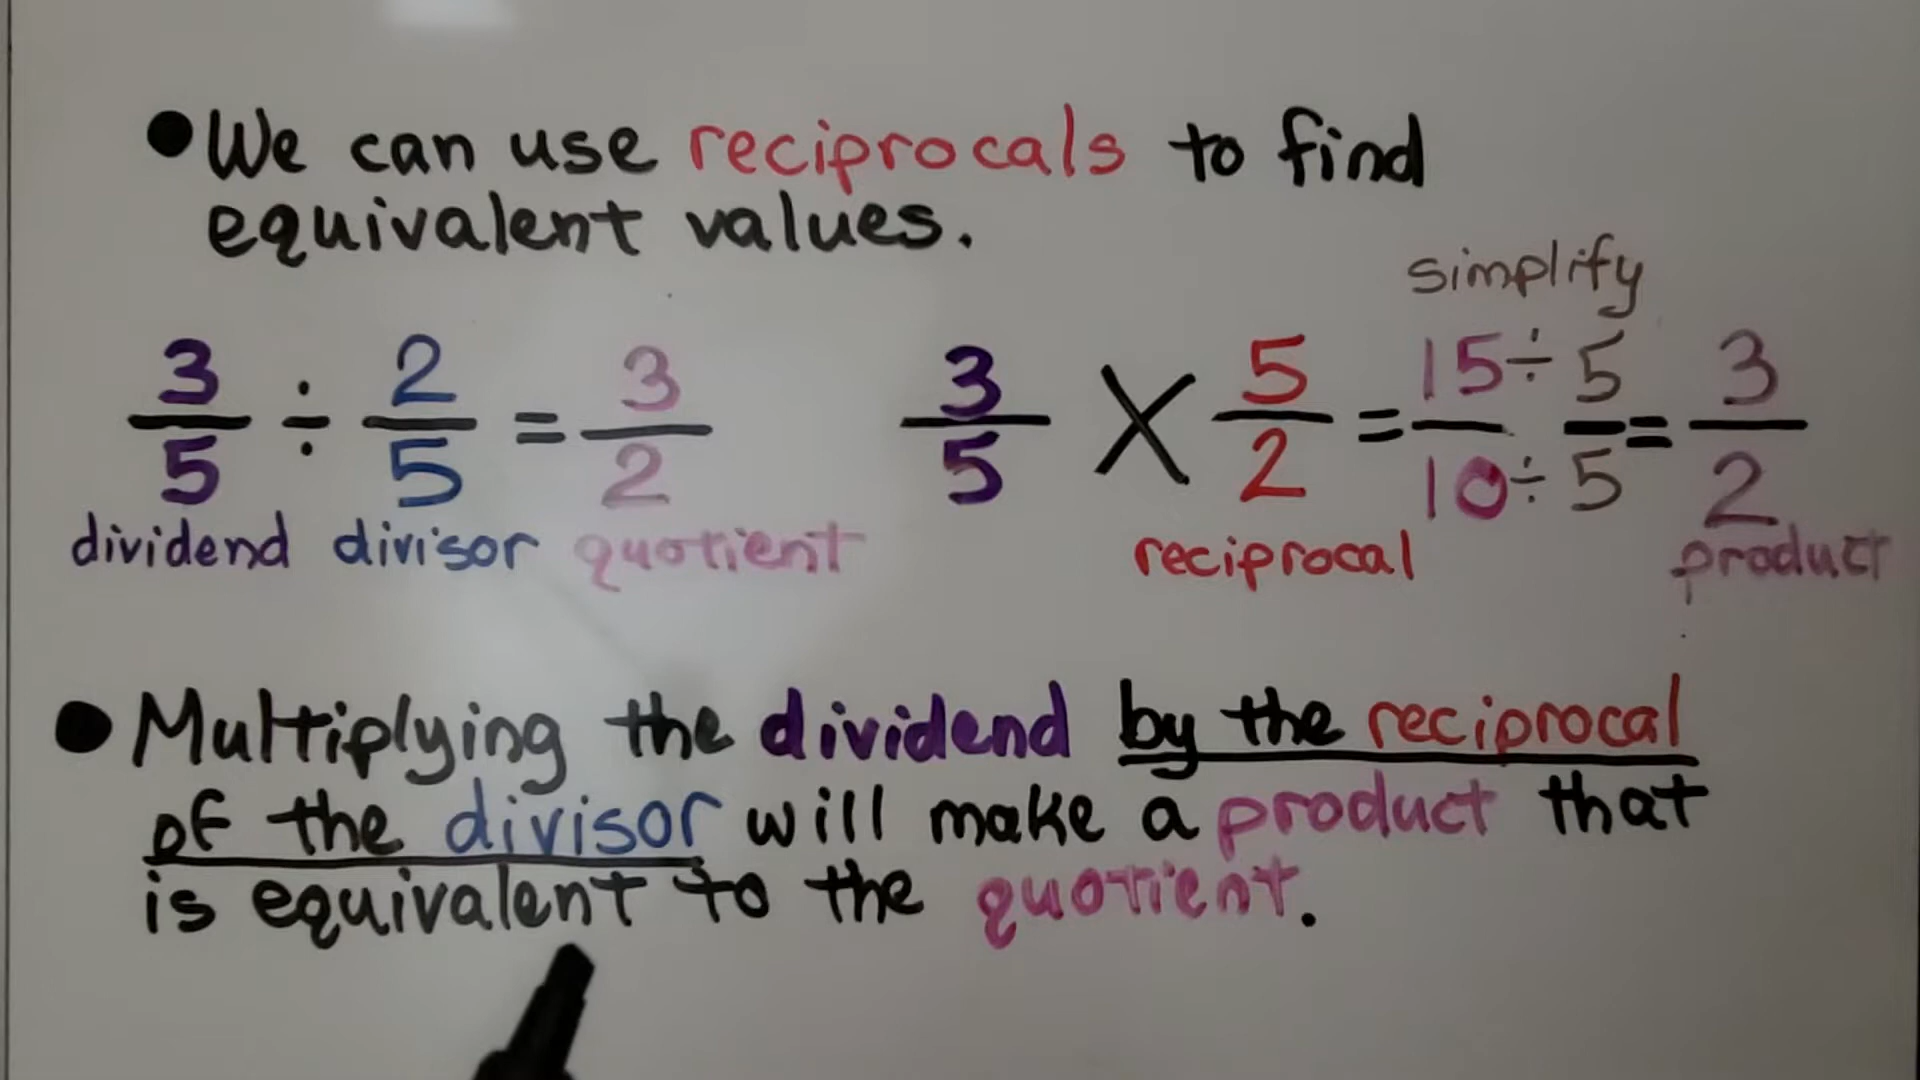 ●We can use reciprocals to find
equivalent values.
simplify
3/5 ÷ 2/5 = 3/2    3/5 X 5/2 = 15÷5/10÷5 = 3/2
dividend divisor quotient    reciprocal    product
●Multiplying the dividend by the reciprocal
of the divisor will make a product that
is equivalent to the quotient.